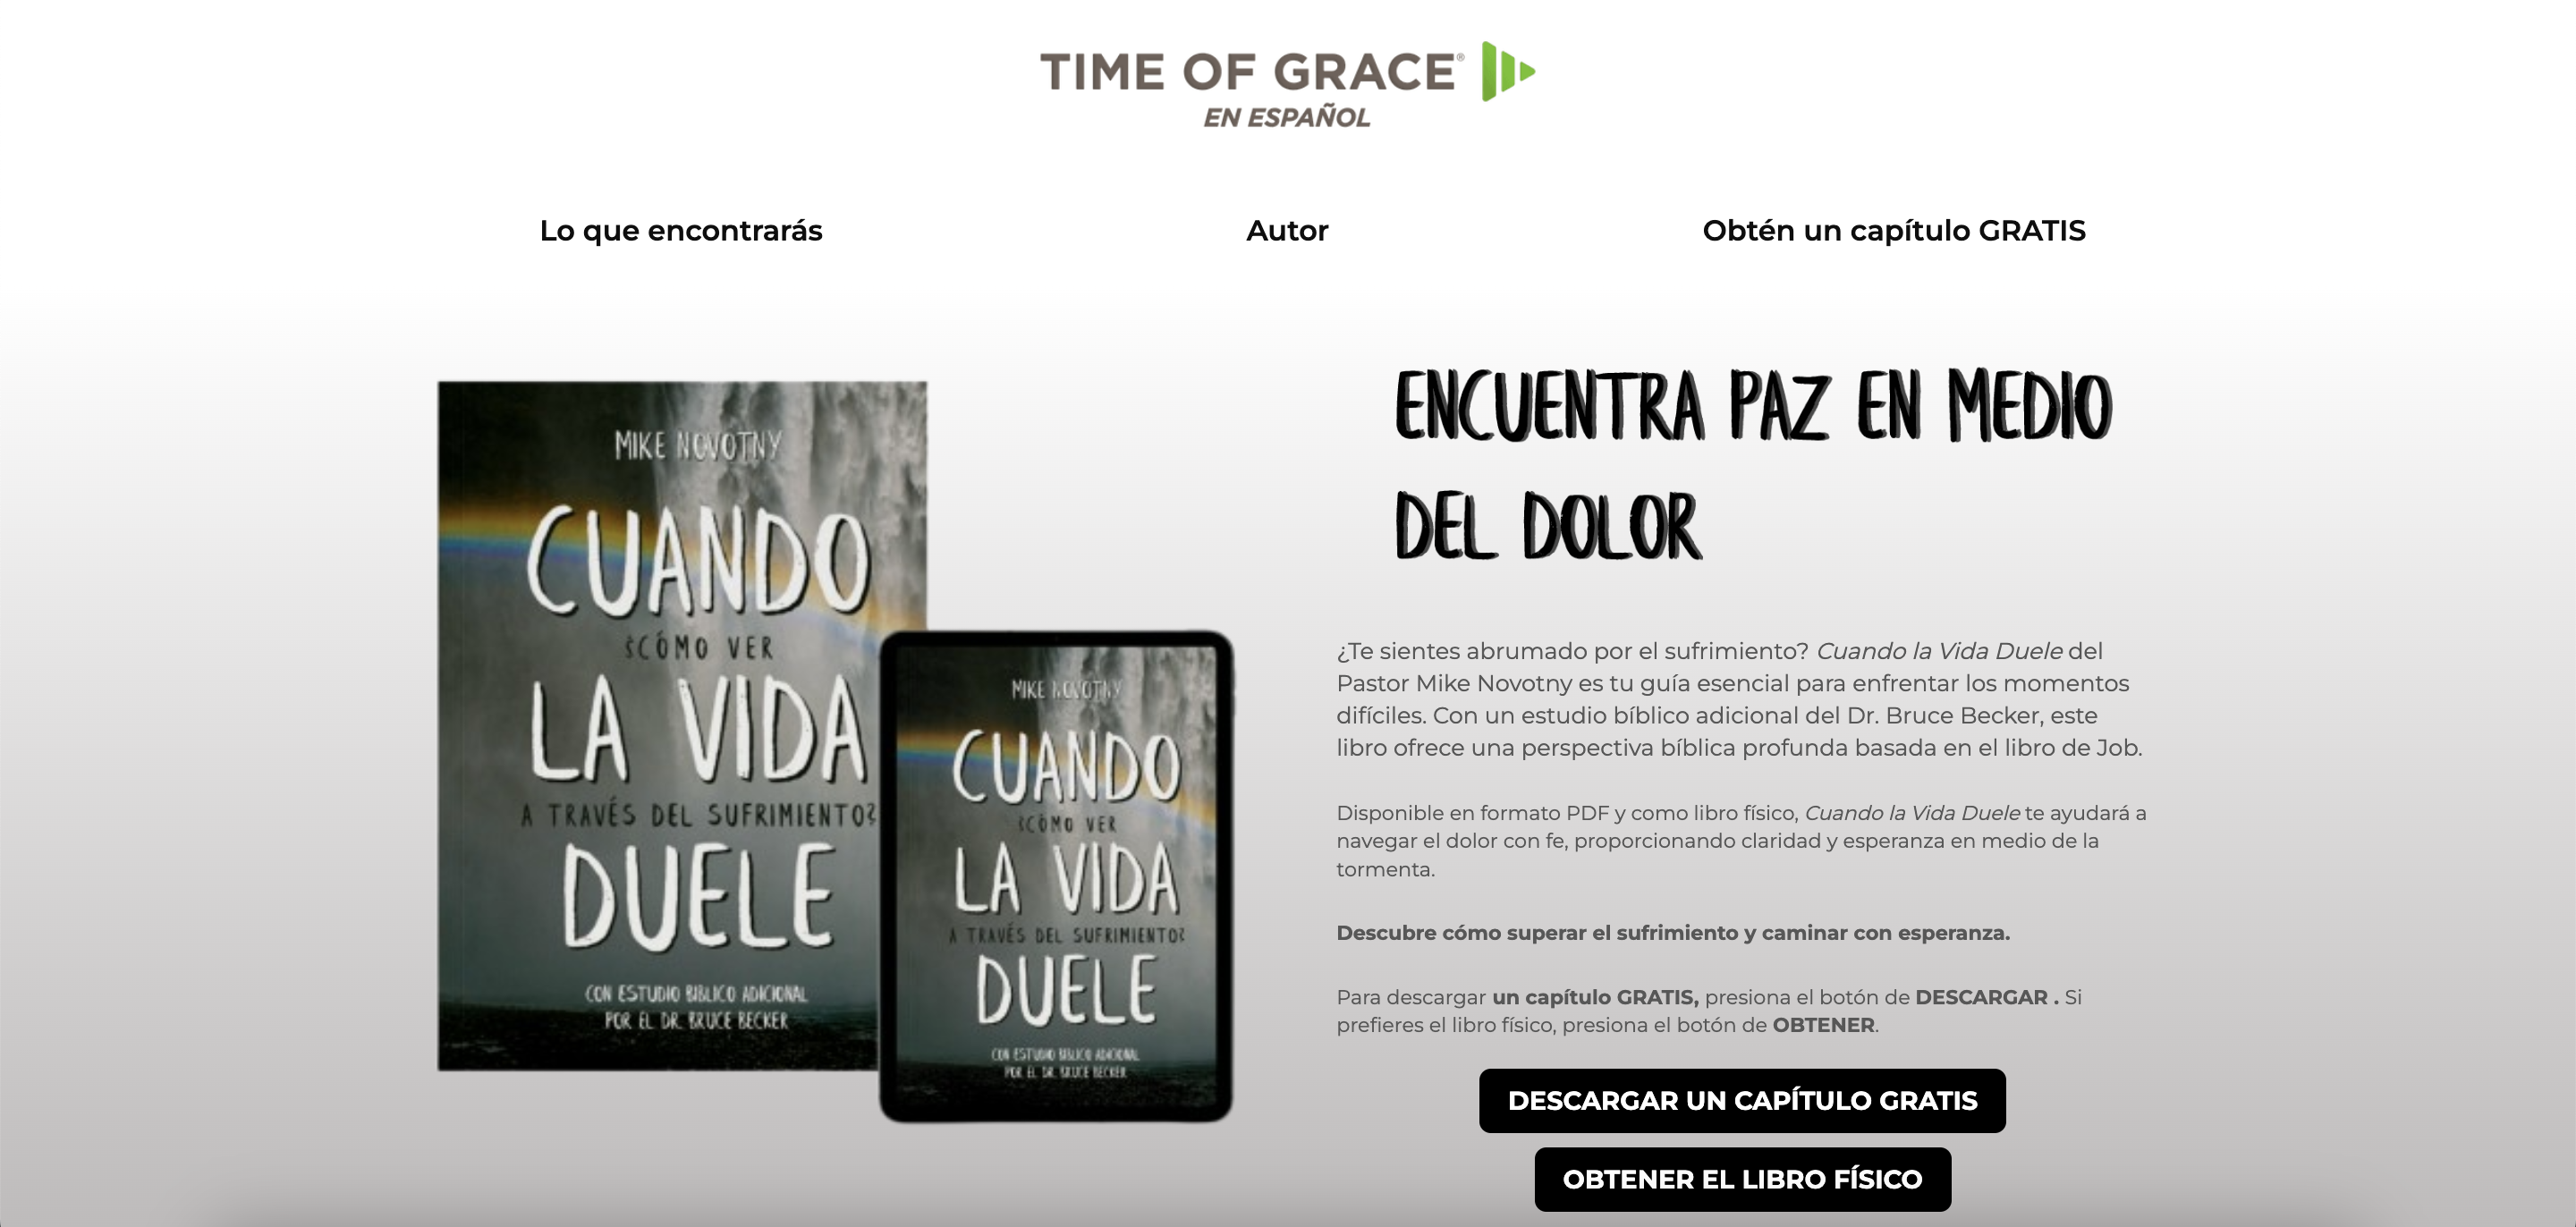 TIME OF GRACE®
EN ESPAÑOL
Lo que encontrarás
Autor
Obtén un capítulo GRATIS
MIKE NOVOTNY
CUANDO
¿CÓMO VER
LA VIDA
A TRAVÉS DEL SUFRIMIENTO?
DUELE
CON ESTUDIO BIBLICO ADICIONAL
POR EL DR. BRUCE BECKER
MIKE NOVOTNY
CUANDO
¿CÓMO VER
LA VIDA
A TRAVÉS DEL SUFRIMIENTO?
DUELE
CON ESTUDIO BIBLICO ADICIONAL
POR EL DR. BRUCE BECKER
ENCUENTRA PAZ EN MEDIO
DEL DOLOR
¿Te sientes abrumado por el sufrimiento? Cuando la Vida Duele del
Pastor Mike Novotny es tu guía esencial para enfrentar los momentos
difíciles. Con un estudio bíblico adicional del Dr. Bruce Becker, este
libro ofrece una perspectiva bíblica profunda basada en el libro de Job.
Disponible en formato PDF y como libro físico, Cuando la Vida Duele te ayudará a
navegar el dolor con fe, proporcionando claridad y esperanza en medio de la
tormenta.
Descubre cómo superar el sufrimiento y caminar con esperanza.
Para descargar un capítulo GRATIS, presiona el botón de DESCARGAR . Si
prefieres el libro físico, presiona el botón de OBTENER.
DESCARGAR UN CAPÍTULO GRATIS
OBTENER EL LIBRO FÍSICO